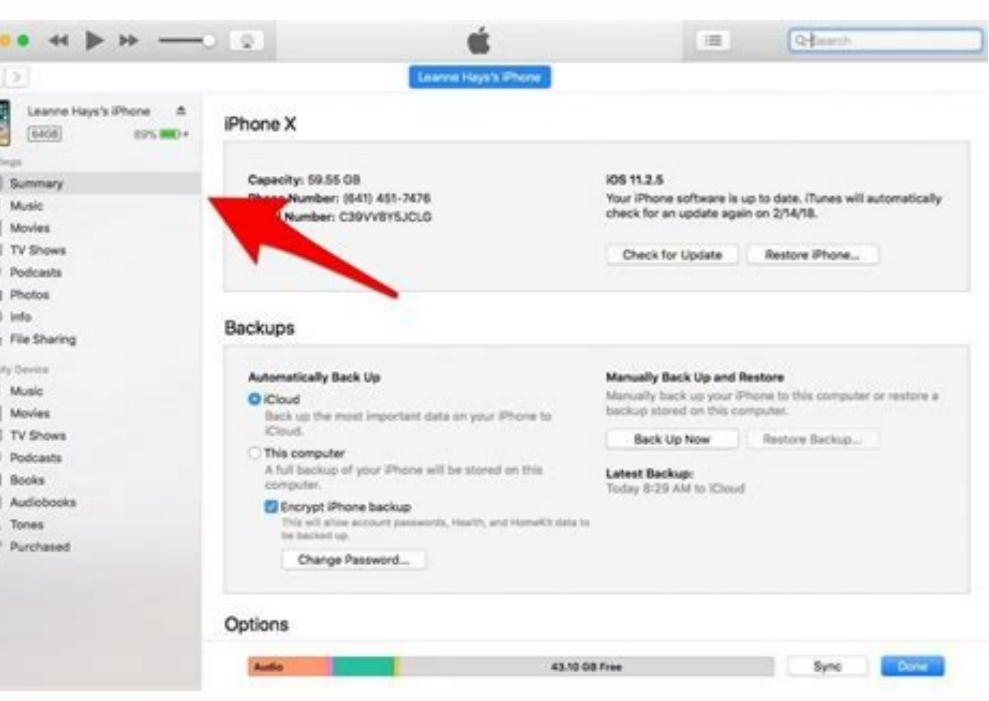 Search
Leanne Hays's iPhone
Leanne Hays's iPhone
64GB 89%
Summary
Music
Movies
TV Shows
Podcasts
Photos
Info
File Sharing
My Device
Music
Movies
TV Shows
Podcasts
Books
Audiobooks
Tones
Purchased
iPhone X
Capacity: 59.55 GB
Phone Number: (641) 451-7476
Number: C39VVBY5JCLG
iOS 11.2.5
Your iPhone software is up to date. iTunes will automatically
check for an update again on 2/14/18.
Check for Update
Restore iPhone...
Backups
Automatically Back Up
iCloud
Back up the most important data on your iPhone to
iCloud.
This computer
A full backup of your iPhone will be stored on this
computer.
Encrypt iPhone backup
This will allow account passwords, Health, and HomeKit data to
be backed up.
Change Password...
Manually Back Up and Restore
Manually back up your iPhone to this computer or restore a
backup stored on this computer.
Back Up Now
Restore Backup...
Latest Backup:
Today 8:29 AM to iCloud
Options
Audio
43.10 GB Free
Sync
Done